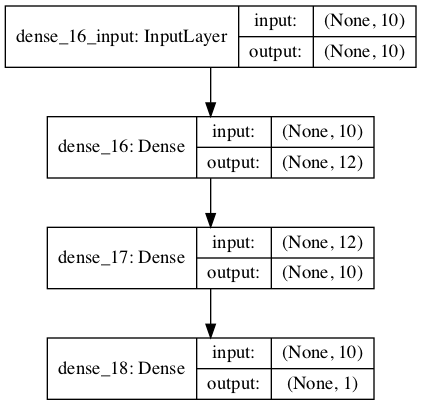 dense_16_input: InputLayer
input: (None, 10)
output: (None, 10)
dense_16: Dense
input: (None, 10)
output: (None, 12)
dense_17: Dense
input: (None, 12)
output: (None, 10)
dense_18: Dense
input: (None, 10)
output: (None, 1)